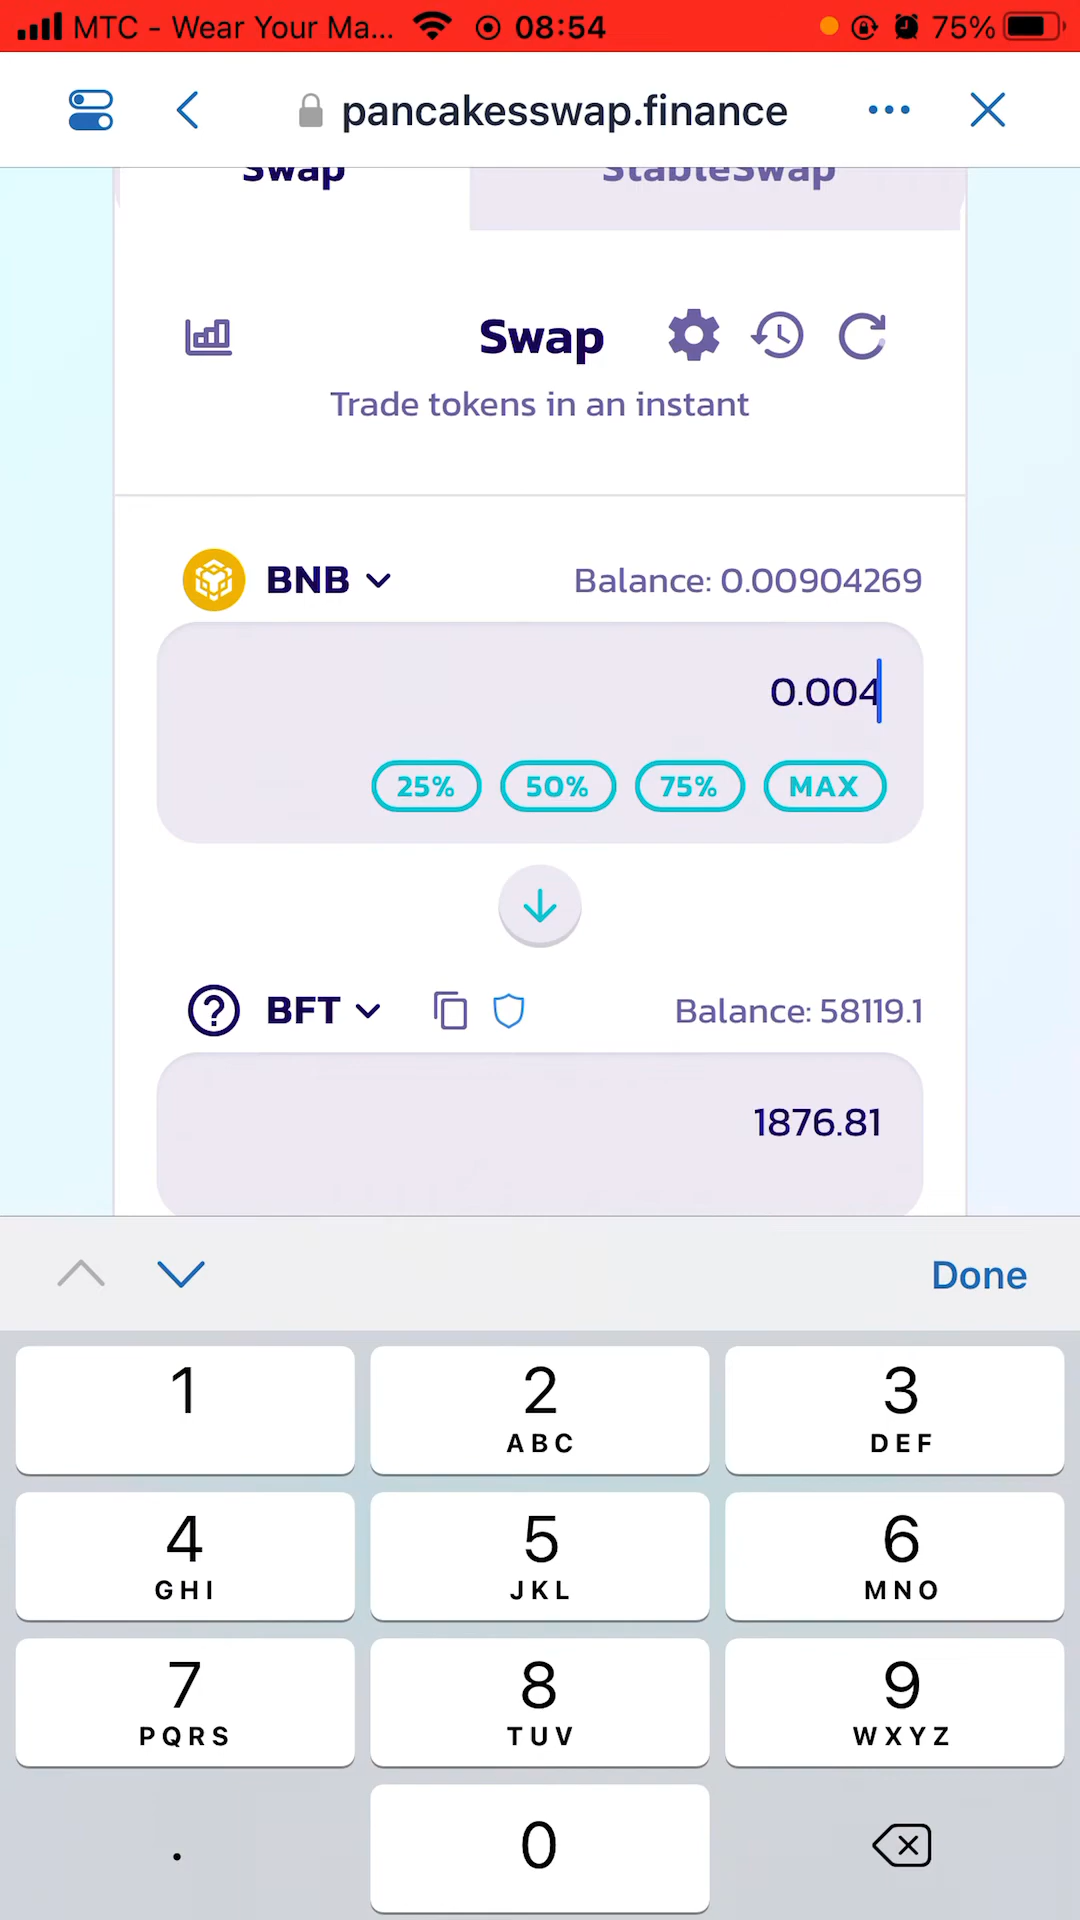 MTC - Wear Your Ma... 08:54 75%
pancakesswap.finance
Swap StableSwap
Swap
Trade tokens in an instant
BNB Balance: 0.00904269
0.004
25% 50% 75% MAX
BFT Balance: 58119.1
1876.81
Done
1 2 3
ABC DEF
4 5 6
GHI JKL MNO
7 8 9
PQRS TUV WXYZ
. 0